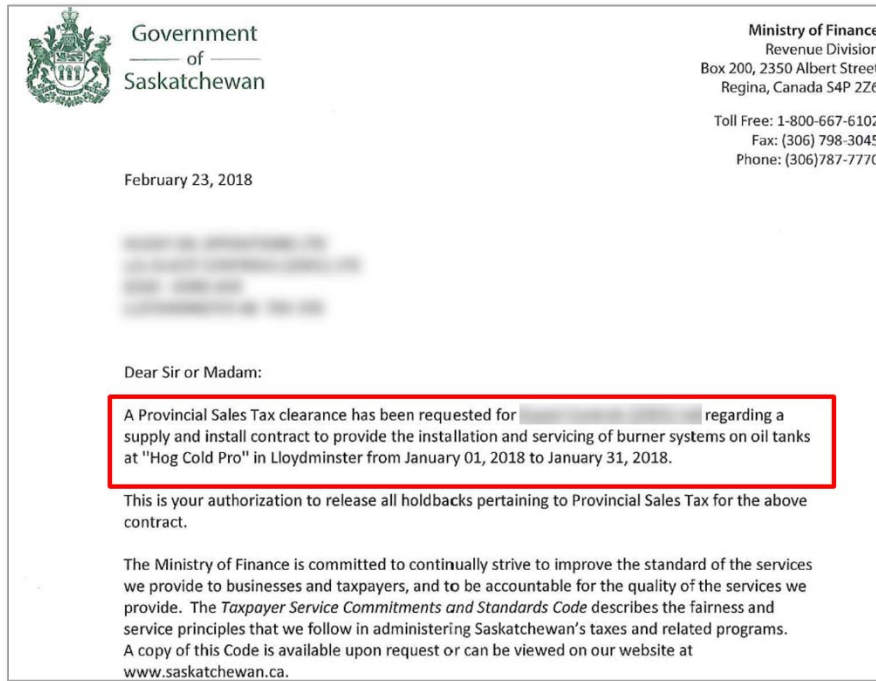 Government
of
Saskatchewan
Ministry of Finance
Revenue Division
Box 200, 2350 Albert Street
Regina, Canada S4P 2Z6
Toll Free: 1-800-667-6102
Fax: (306) 798-3045
Phone: (306)787-7770
February 23, 2018
Dear Sir or Madam:
A Provincial Sales Tax clearance has been requested for regarding a
supply and install contract to provide the installation and servicing of burner systems on oil tanks
at "Hog Cold Pro" in Lloydminster from January 01, 2018 to January 31, 2018.
This is your authorization to release all holdbacks pertaining to Provincial Sales Tax for the above
contract.
The Ministry of Finance is committed to continually strive to improve the standard of the services
we provide to businesses and taxpayers, and to be accountable for the quality of the services we
provide. The Taxpayer Service Commitments and Standards Code describes the fairness and
service principles that we follow in administering Saskatchewan's taxes and related programs.
A copy of this Code is available upon request or can be viewed on our website at
www.saskatchewan.ca.